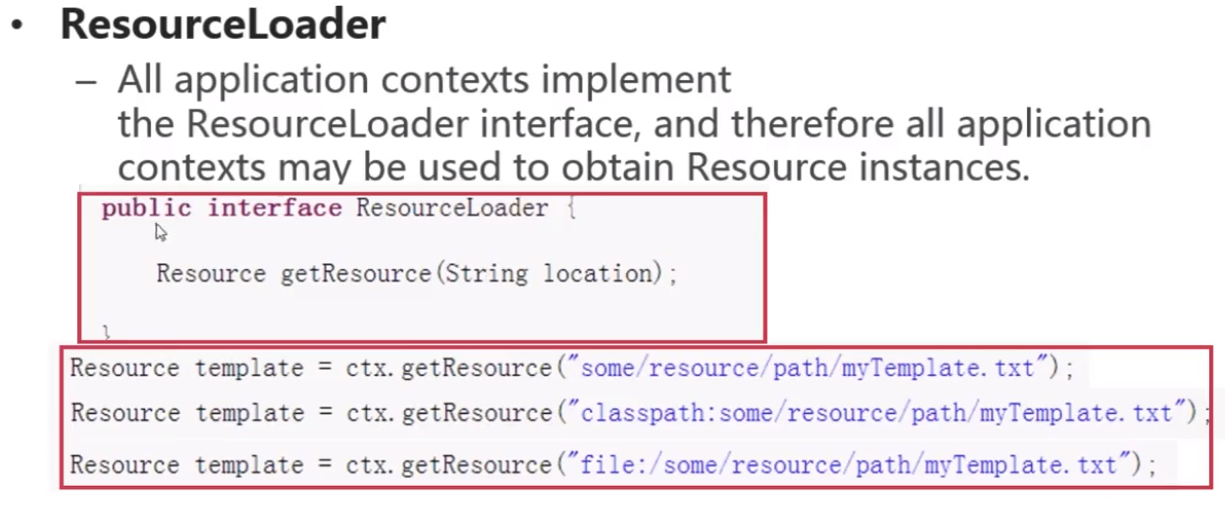 • ResourceLoader
– All application contexts implement
the ResourceLoader interface, and therefore all application
contexts may be used to obtain Resource instances.
public interface ResourceLoader {
Resource getResource(String location);
}
Resource template = ctx.getResource("some/resource/path/myTemplate.txt");
Resource template = ctx.getResource("classpath:some/resource/path/myTemplate.txt");
Resource template = ctx.getResource("file:/some/resource/path/myTemplate.txt");